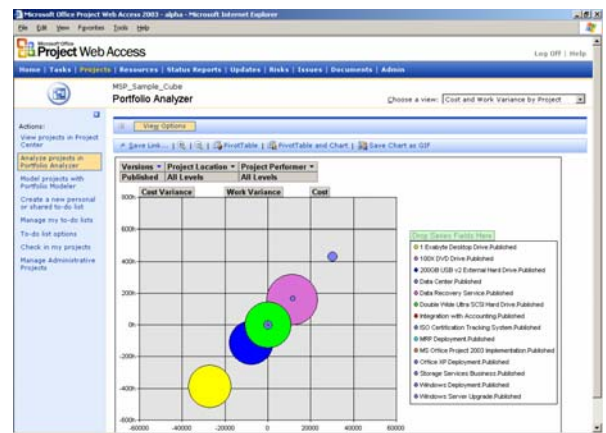 Microsoft Office Project Web Access 2003 - alpha - Microsoft Internet Explorer
File Edit View Favorites Tools Help
Microsoft Office
Project Web Access
Log Off | Help
Home | Tasks | Projects | Resources | Status Reports | Updates | Risks | Issues | Documents | Admin
MSP_Sample_Cube
Portfolio Analyzer
Choose a view: Cost and Work Variance by Project
Actions:
View projects in Project Center
Analyze projects in Portfolio Analyzer
Model projects with Portfolio Modeler
Create a new personal or shared to-do list
Manage my to-do lists
To-do list options
Check in my projects
Manage Administrative Projects
View Options
Save Link... | PivotTable | PivotTable and Chart | Save Chart as GIF
Versions Project Location Project Performer
Published All Levels All Levels
Cost Variance Work Variance Cost
800h
600h
400h
200h
0h
-200h
-400h
-600h
-60000 -40000 -20000 0 20000 40000 60000
Drop Series Fields Here
1 Exabyte Desktop Drive.Published
100X DVD Drive.Published
200GB USB v2 External Hard Drive.Published
Data Center.Published
Data Recovery Service.Published
Double Wide Ultra SCSI Hard Drive.Published
Integration with Accounting.Published
ISO Certification Tracking System.Published
MRP Deployment.Published
MS Office Project 2003 Implementation.Published
Office XP Deployment.Published
Storage Services Business.Published
Windows Deployment.Published
Windows Server Upgrade.Published